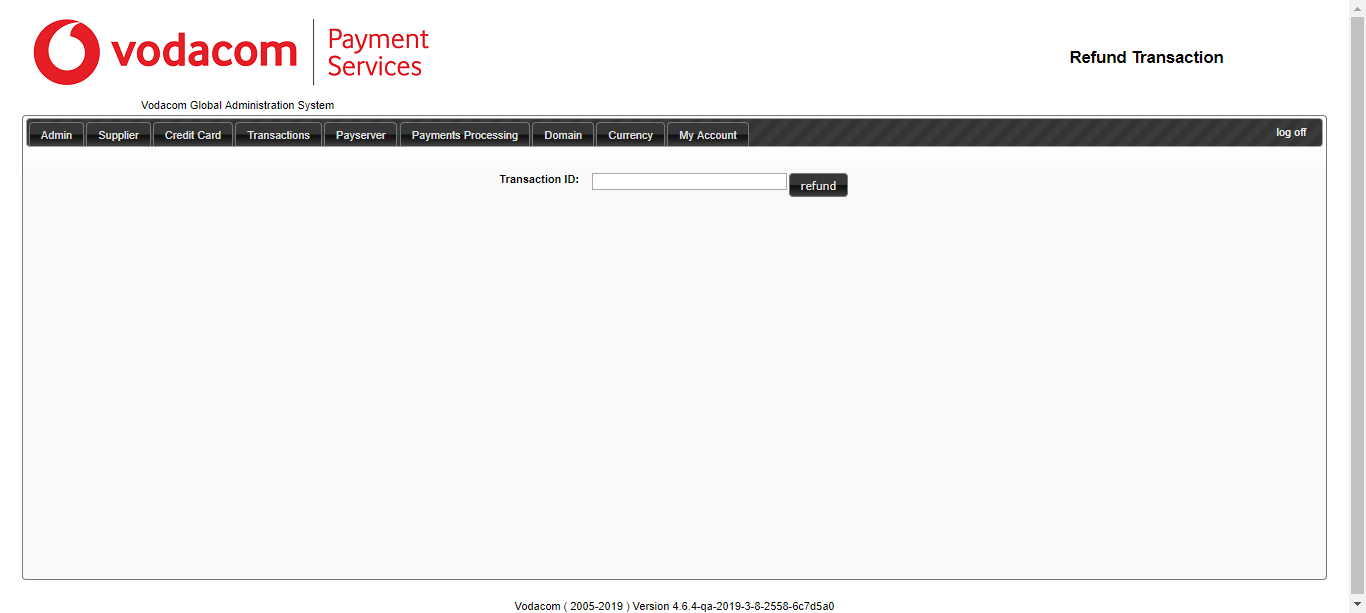 vodacom
Payment
Services
Refund Transaction
Vodacom Global Administration System
Admin Supplier Credit Card Transactions Payserver Payments Processing Domain Currency My Account log off
Transaction ID: refund
Vodacom ( 2005-2019 ) Version 4.6.4-qa-2019-3-8-2558-6c7d5a0